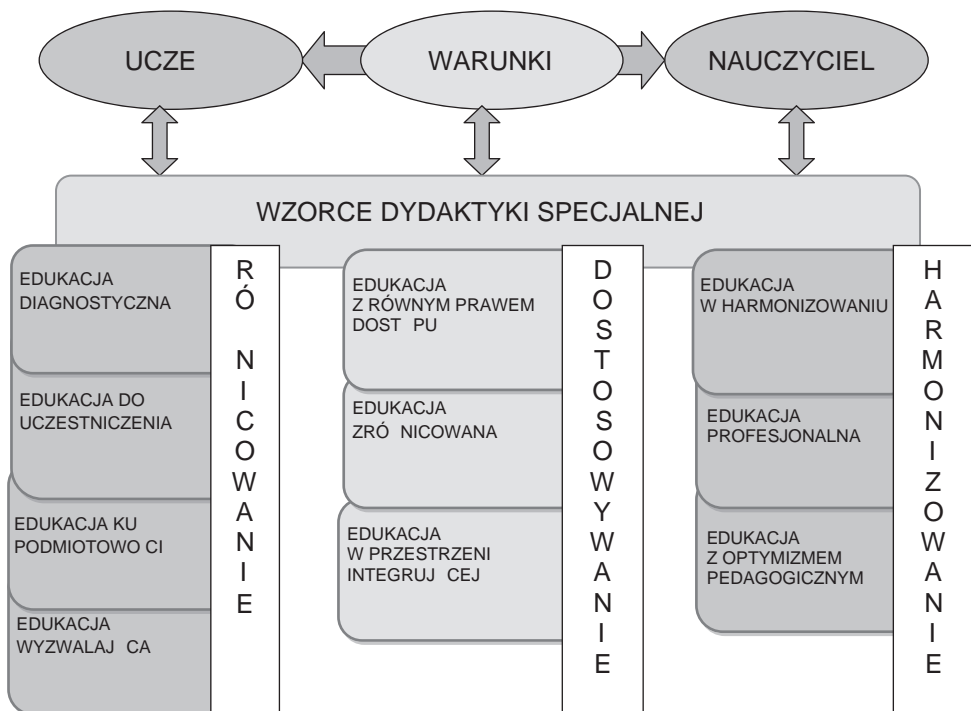 UCZE
WARUNKI
NAUCZYCIEL
WZORCE DYDAKTYKI SPECJALNEJ
EDUKACJA
DIAGNOSTYCZNA
EDUKACJA DO
UCZESTNICZENIA
EDUKACJA KU
PODMIOTOWO CI
EDUKACJA
WYZWALAJ CA
RÓ NICOWANIE
EDUKACJA
Z RÓWNYM PRAWEM
DOST PU
EDUKACJA
ZRÓ NICOWANA
EDUKACJA
W PRZESTRZENI
INTEGRUJ CEJ
DOSTOSOWYWANIE
EDUKACJA
W HARMONIZOWANIU
EDUKACJA
PROFESJONALNA
EDUKACJA
Z OPTYMIZMEM
PEDAGOGICZNYM
HARMONIZOWANIE